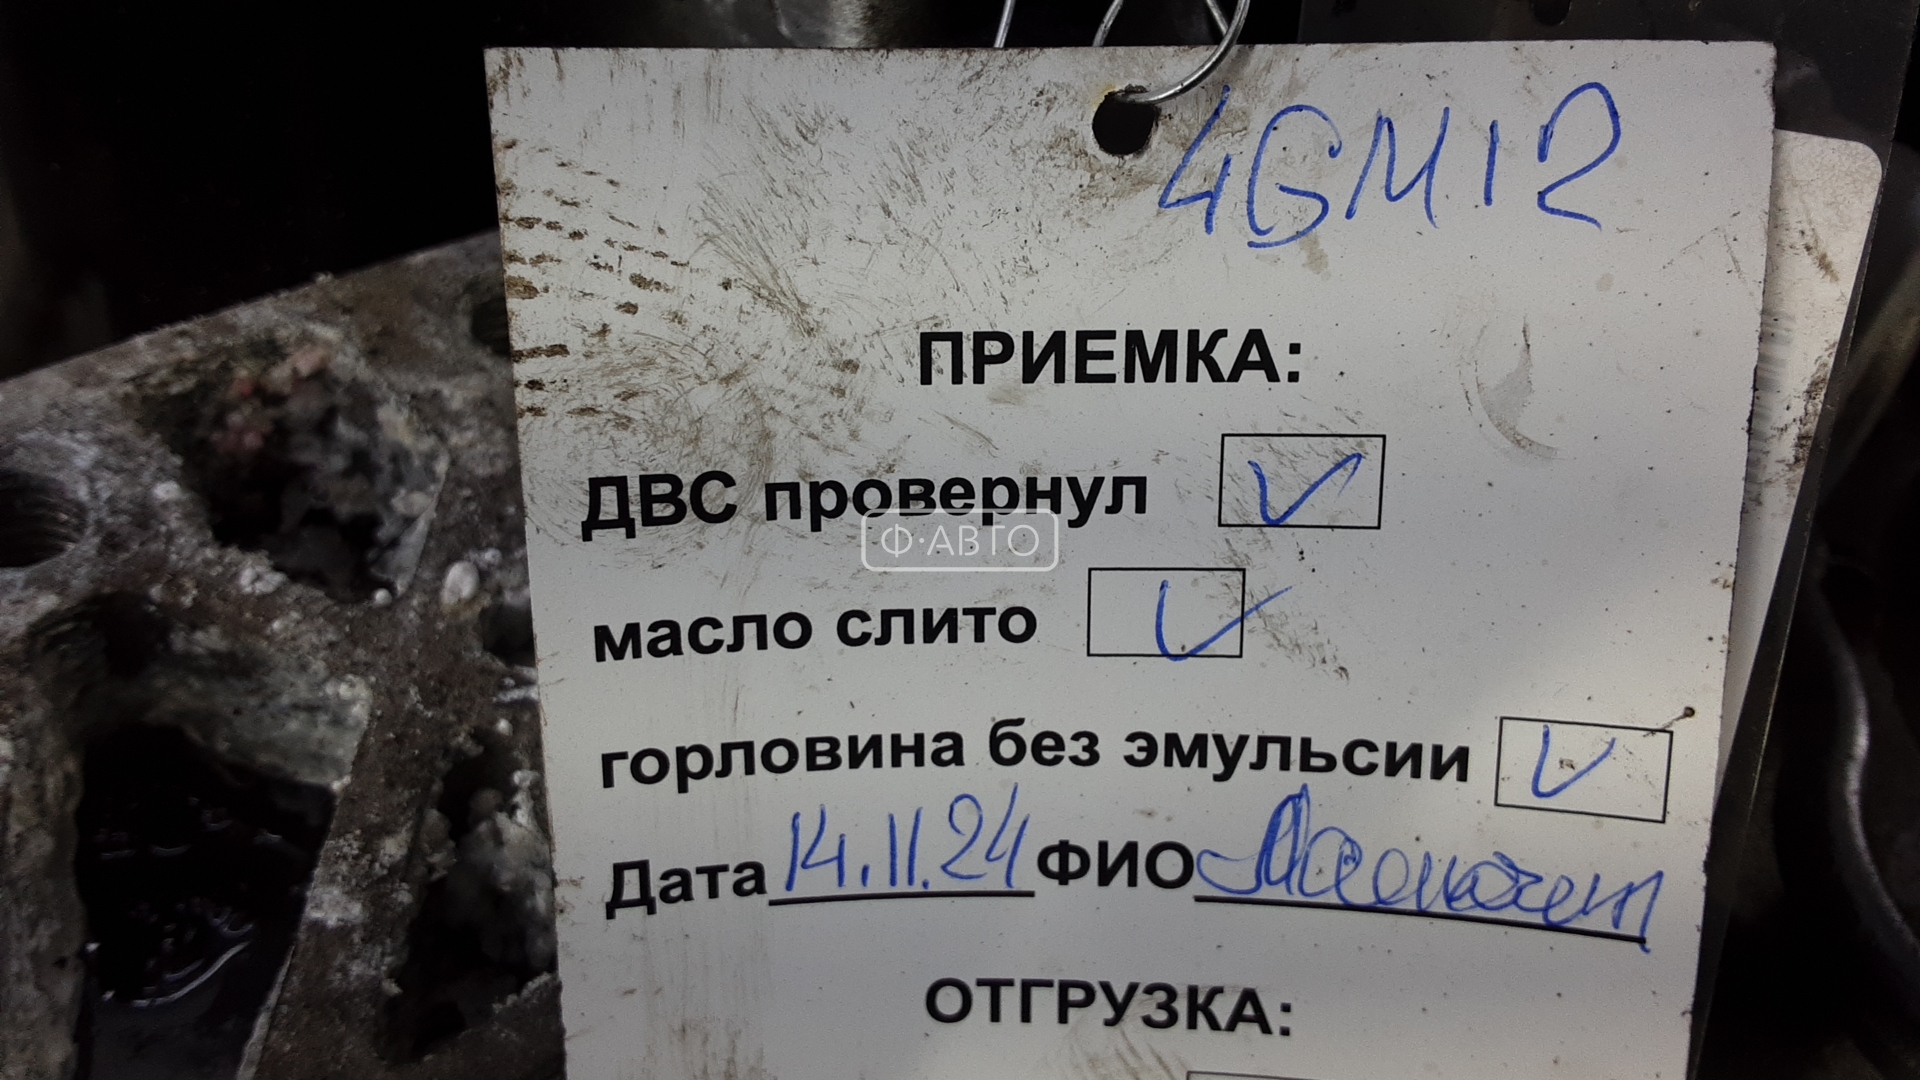 4GM12
ПРИЕМКА:
ДВС провернул
Ф·АВТО
масло слито
горловина без эмульсии
Дата 14.11.24 ФИО
ОТГРУЗКА: